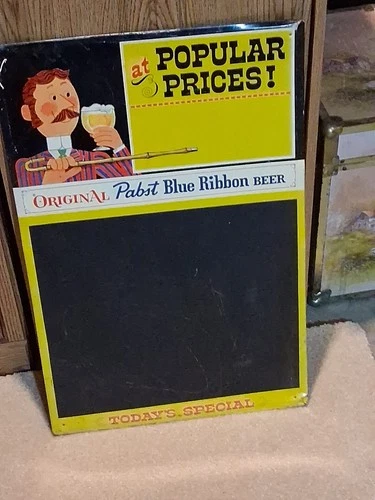 at POPULAR
PRICES!
ORIGINAL Pabst Blue Ribbon BEER
TODAY'S SPECIAL